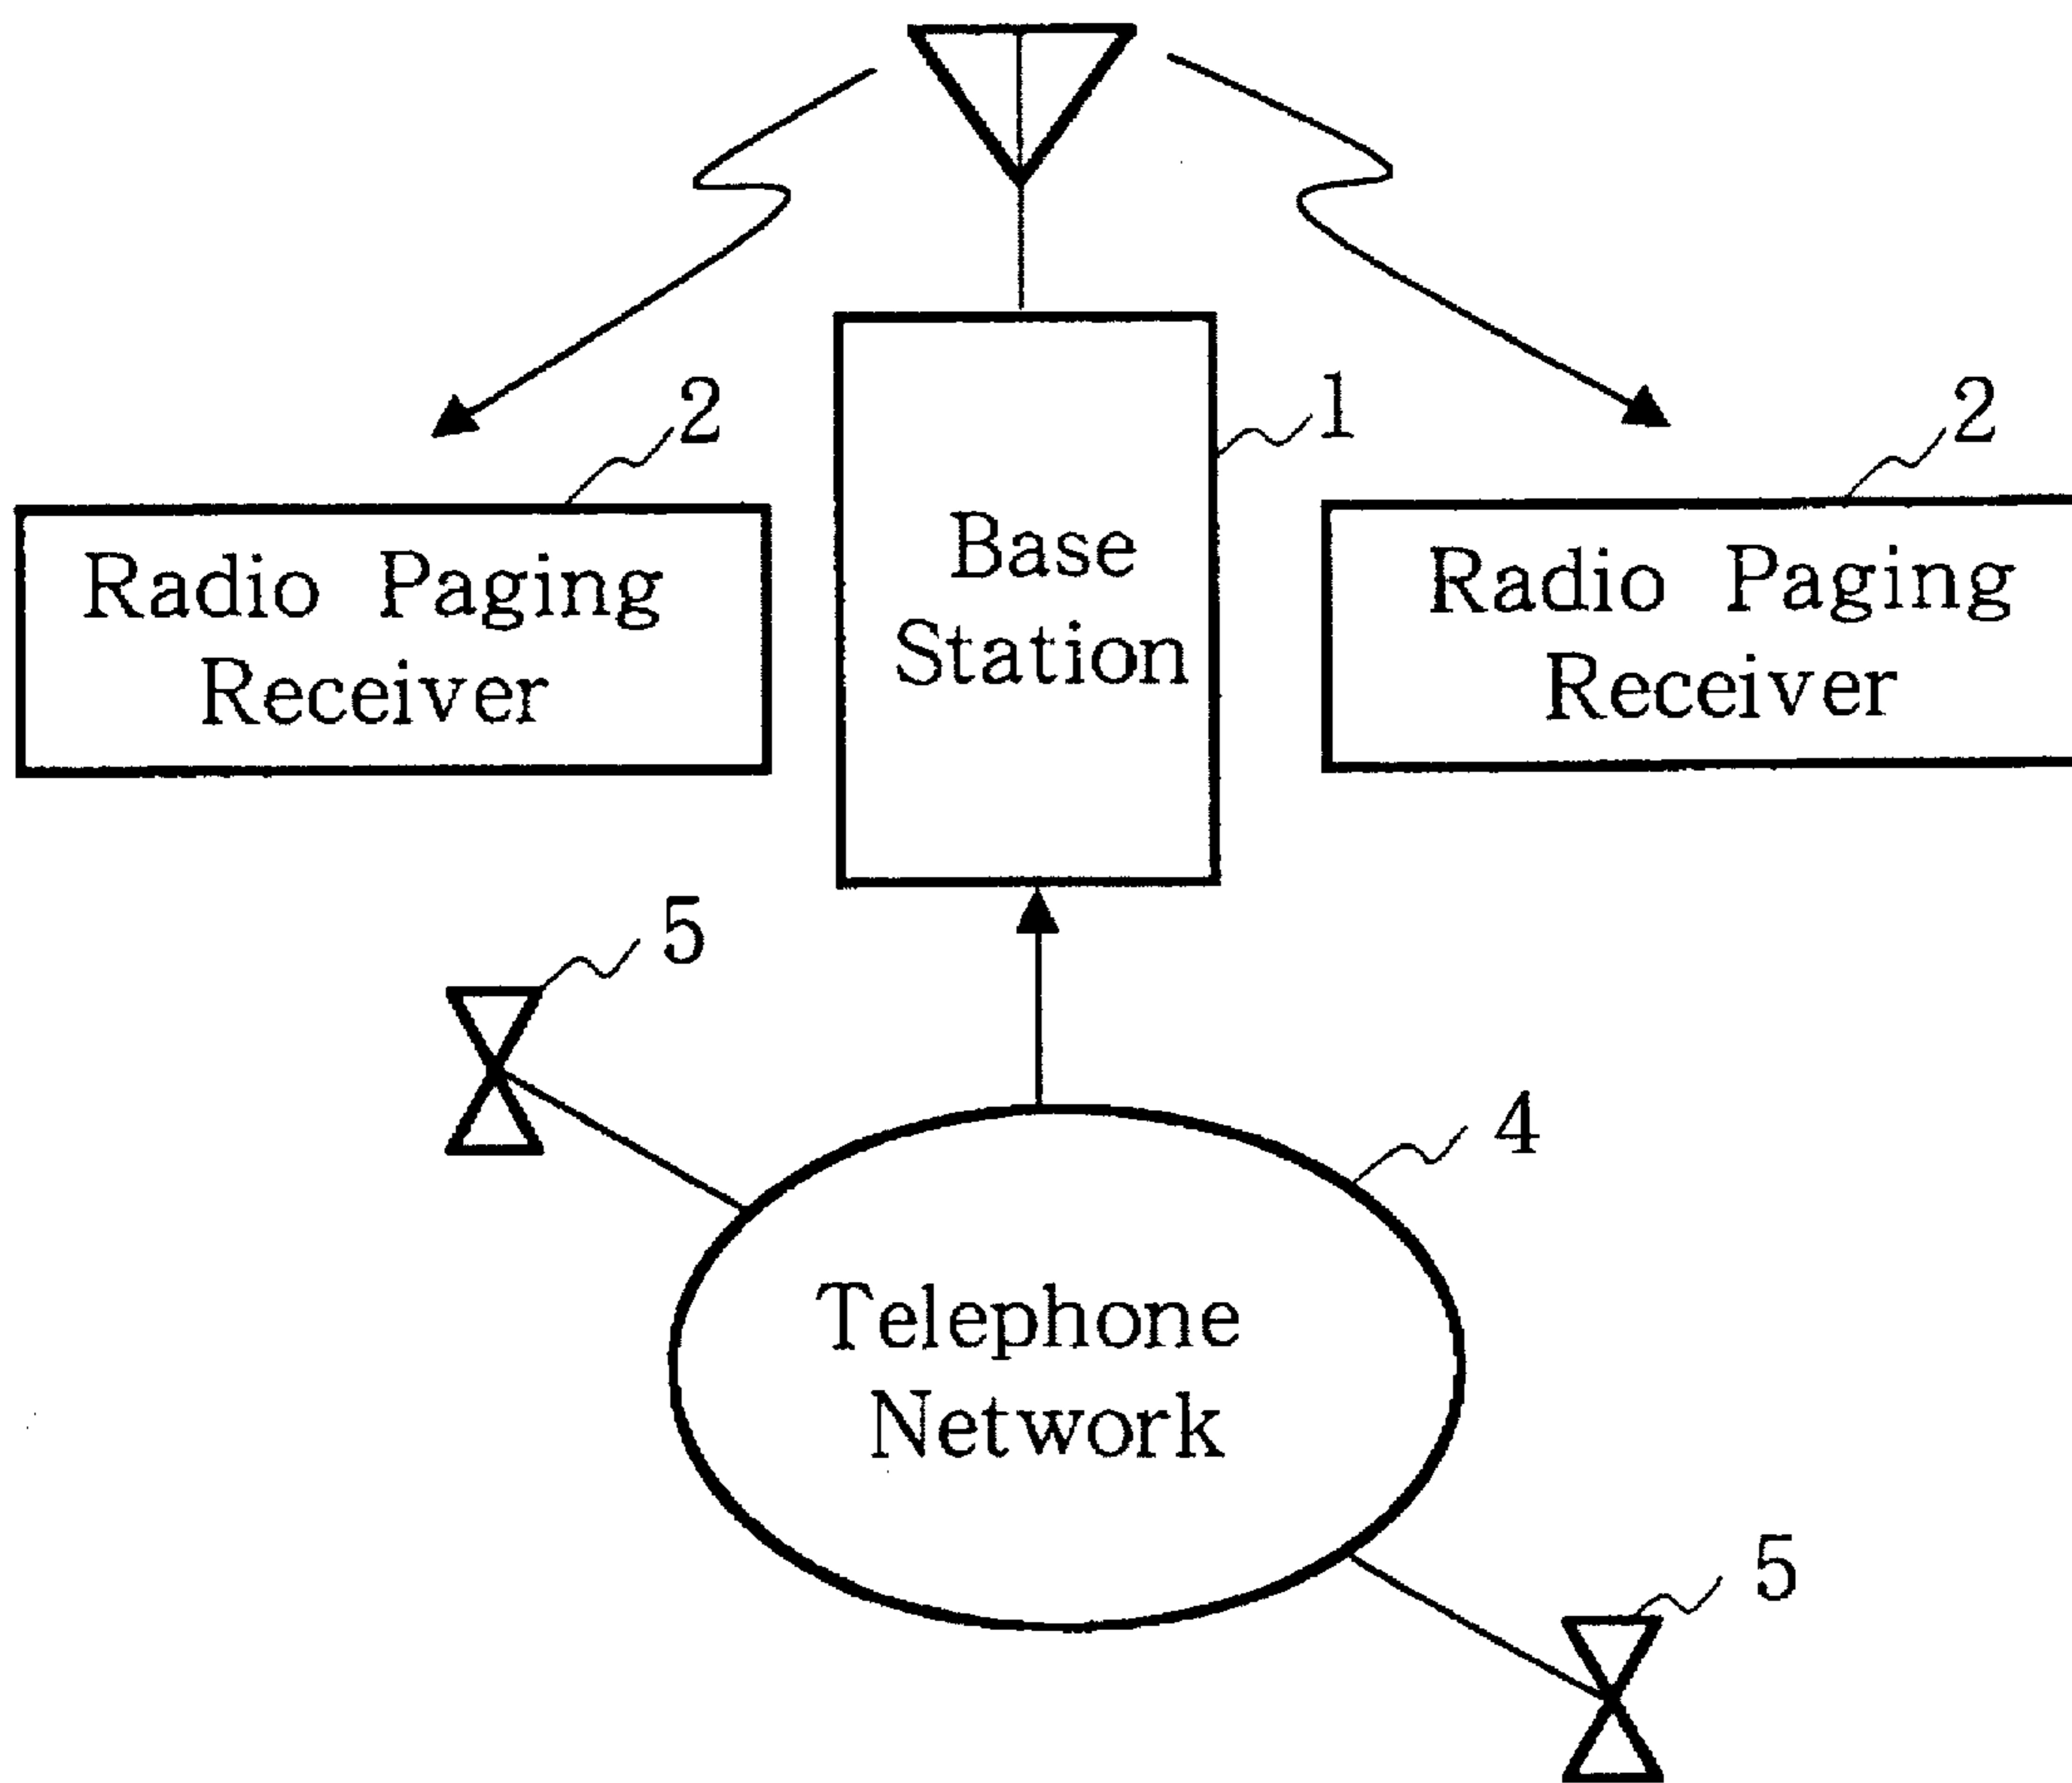 2
1
2
Radio Paging
Receiver
Base
Station
Radio Paging
Receiver
5
4
Telephone
Network
5